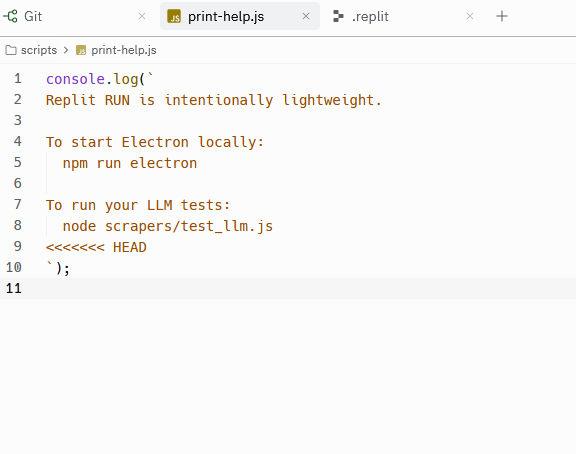 Git
print-help.js
.replit
scripts > print-help.js
1 console.log(`
2 Replit RUN is intentionally lightweight.
3
4 To start Electron locally:
5   npm run electron
6
7 To run your LLM tests:
8   node scrapers/test_llm.js
9 <<<<<<< HEAD
10 `);
11